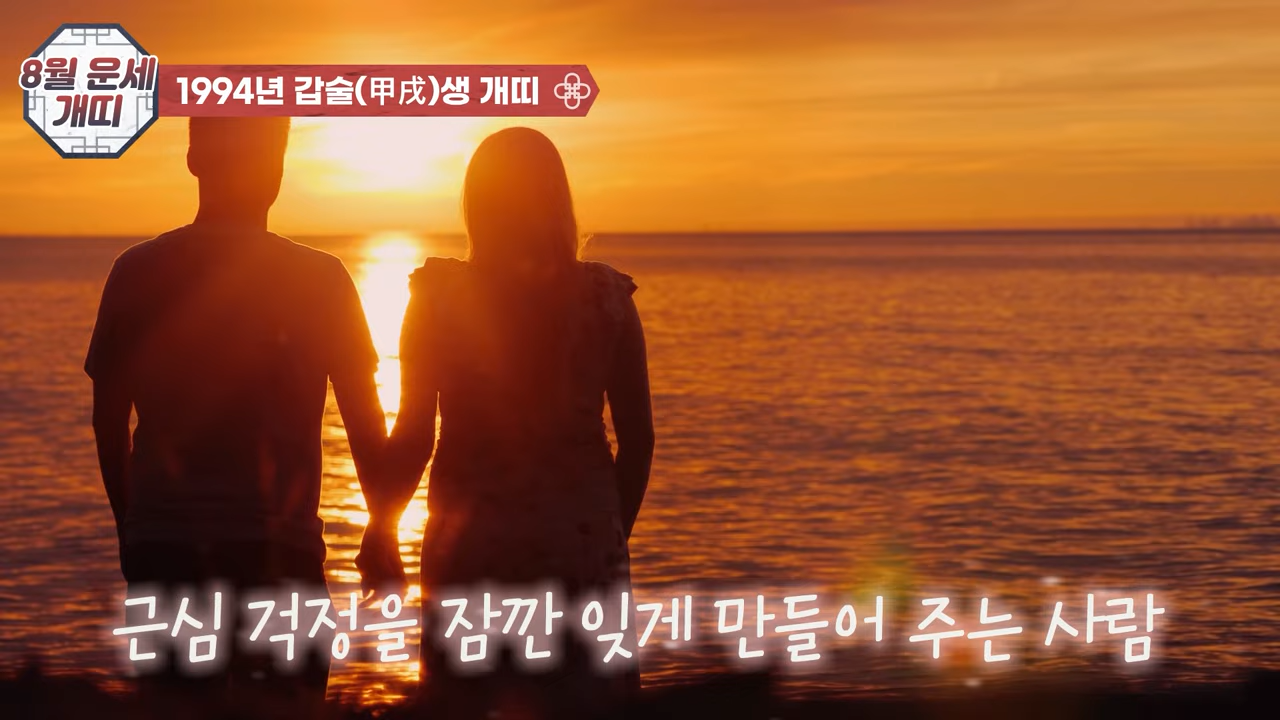 8월 운세
개띠
1994년 갑술(甲戌)생 개띠
근심 걱정을 잠깐 잊게 만들어 주는 사람